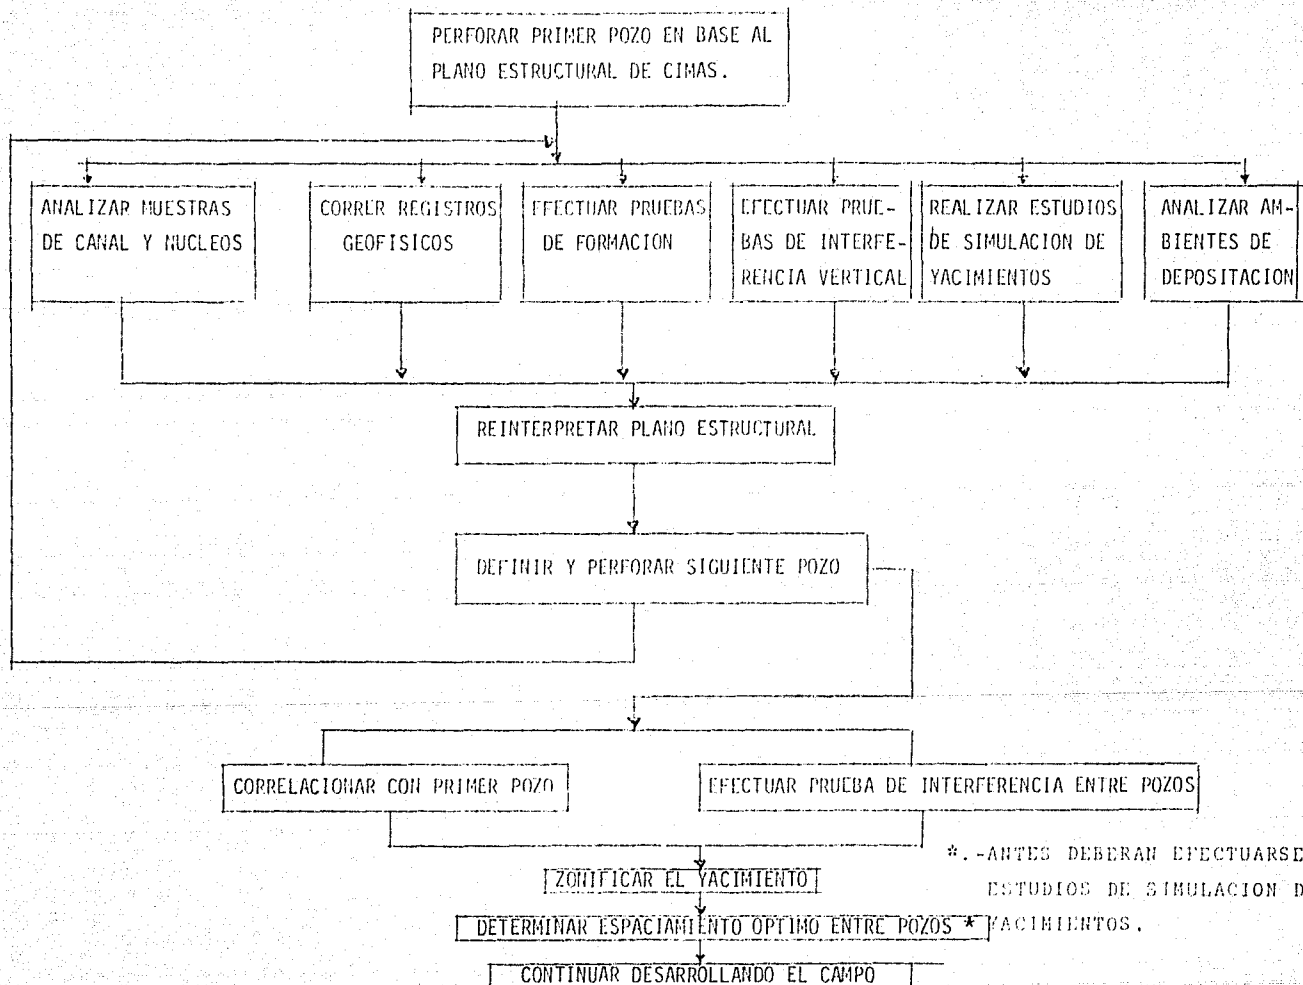 PERFORAR PRIMER POZO EN BASE AL
PLANO ESTRUCTURAL DE CIMAS.
ANALIZAR MUESTRAS
DE CANAL Y NUCLEOS
CORRER REGISTROS
GEOFISICOS
EFECTUAR PRUEBAS
DE FORMACION
EFECTUAR PRUE-
BAS DE INTERFE-
RENCIA VERTICAL
REALIZAR ESTUDIOS
DE SIMULACION DE
YACIMIENTOS
ANALIZAR AM-
BIENTES DE
DEPOSITACION
REINTERPRETAR PLANO ESTRUCTURAL
DEFINIR Y PERFORAR SIGUIENTE POZO
CORRELACIONAR CON PRIMER POZO
EFECTUAR PRUEBA DE INTERFERENCIA ENTRE POZOS
ZONIFICAR EL YACIMIENTO
DETERMINAR ESPACIAMIENTO OPTIMO ENTRE POZOS *
CONTINUAR DESARROLLANDO EL CAMPO
*.-ANTES DEBERAN EFECTUARSE
ESTUDIOS DE SIMULACION D
YACIMIENTOS.